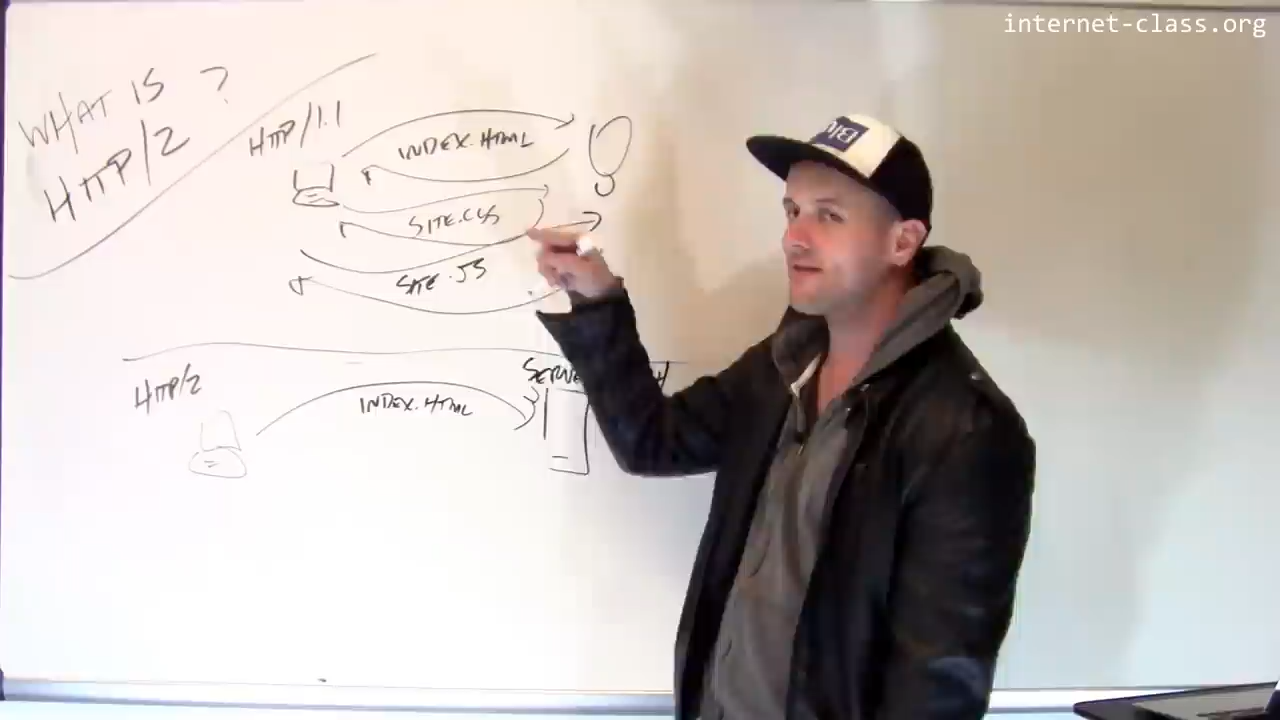 internet-class.org
WHAT IS
HTTP/2 ?
HTTP/1.1
INDEX.HTML
SITE.CSS
SITE.JS
HTTP/2
INDEX.HTML